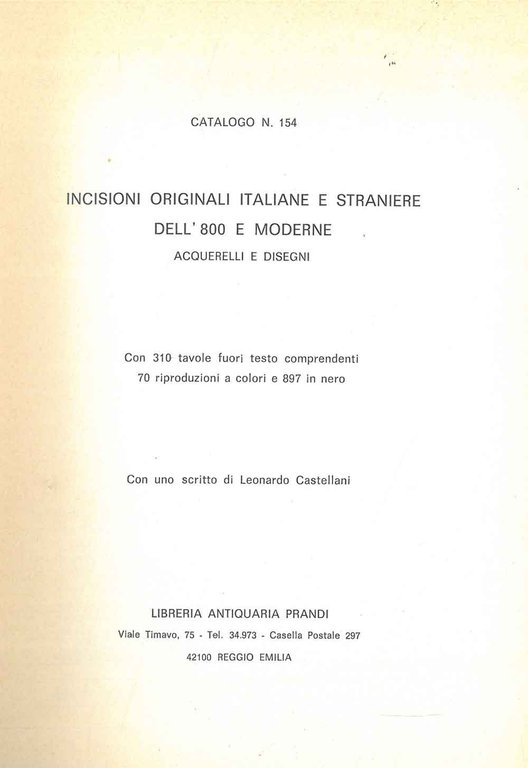 CATALOGO N. 154
INCISIONI ORIGINALI ITALIANE E STRANIERE
DELL' 800 E MODERNE
ACQUERELLI E DISEGNI
Con 310 tavole fuori testo comprendenti
70 riproduzioni a colori e 897 in nero
Con uno scritto di Leonardo Castellani
LIBRERIA ANTIQUARIA PRANDI
Viale Timavo, 75 - Tel. 34.973 - Casella Postale 297
42100 REGGIO EMILIA